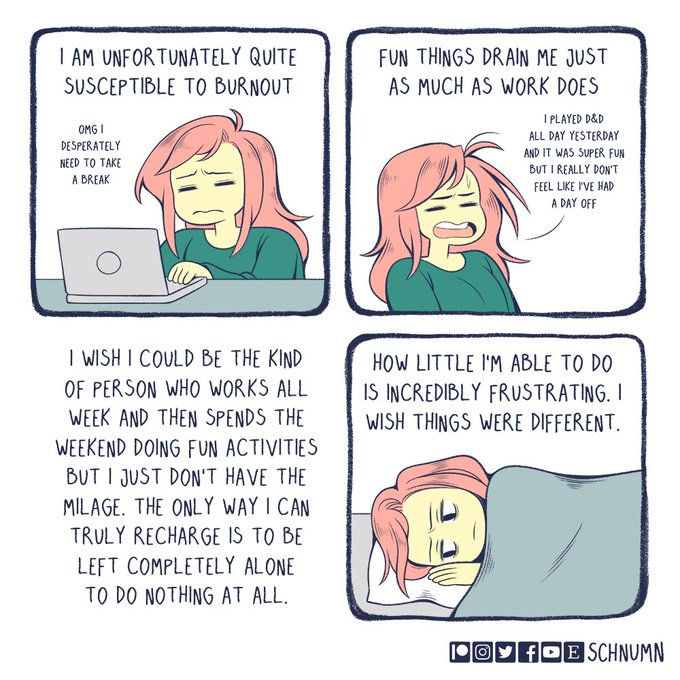 I AM UNFORTUNATELY QUITE
SUSCEPTIBLE TO BURNOUT
OMG I
DESPERATELY
NEED TO TAKE
A BREAK
FUN THINGS DRAIN ME JUST
AS MUCH AS WORK DOES
I PLAYED D&D
ALL DAY YESTERDAY
AND IT WAS SUPER FUN
BUT I REALLY DON'T
FEEL LIKE I'VE HAD
A DAY OFF
I WISH I COULD BE THE KIND
OF PERSON WHO WORKS ALL
WEEK AND THEN SPENDS THE
WEEKEND DOING FUN ACTIVITIES
BUT I JUST DON'T HAVE THE
MILAGE. THE ONLY WAY I CAN
TRULY RECHARGE IS TO BE
LEFT COMPLETELY ALONE
TO DO NOTHING AT ALL.
HOW LITTLE I'M ABLE TO DO
IS INCREDIBLY FRUSTRATING. I
WISH THINGS WERE DIFFERENT.
SCHNUMN